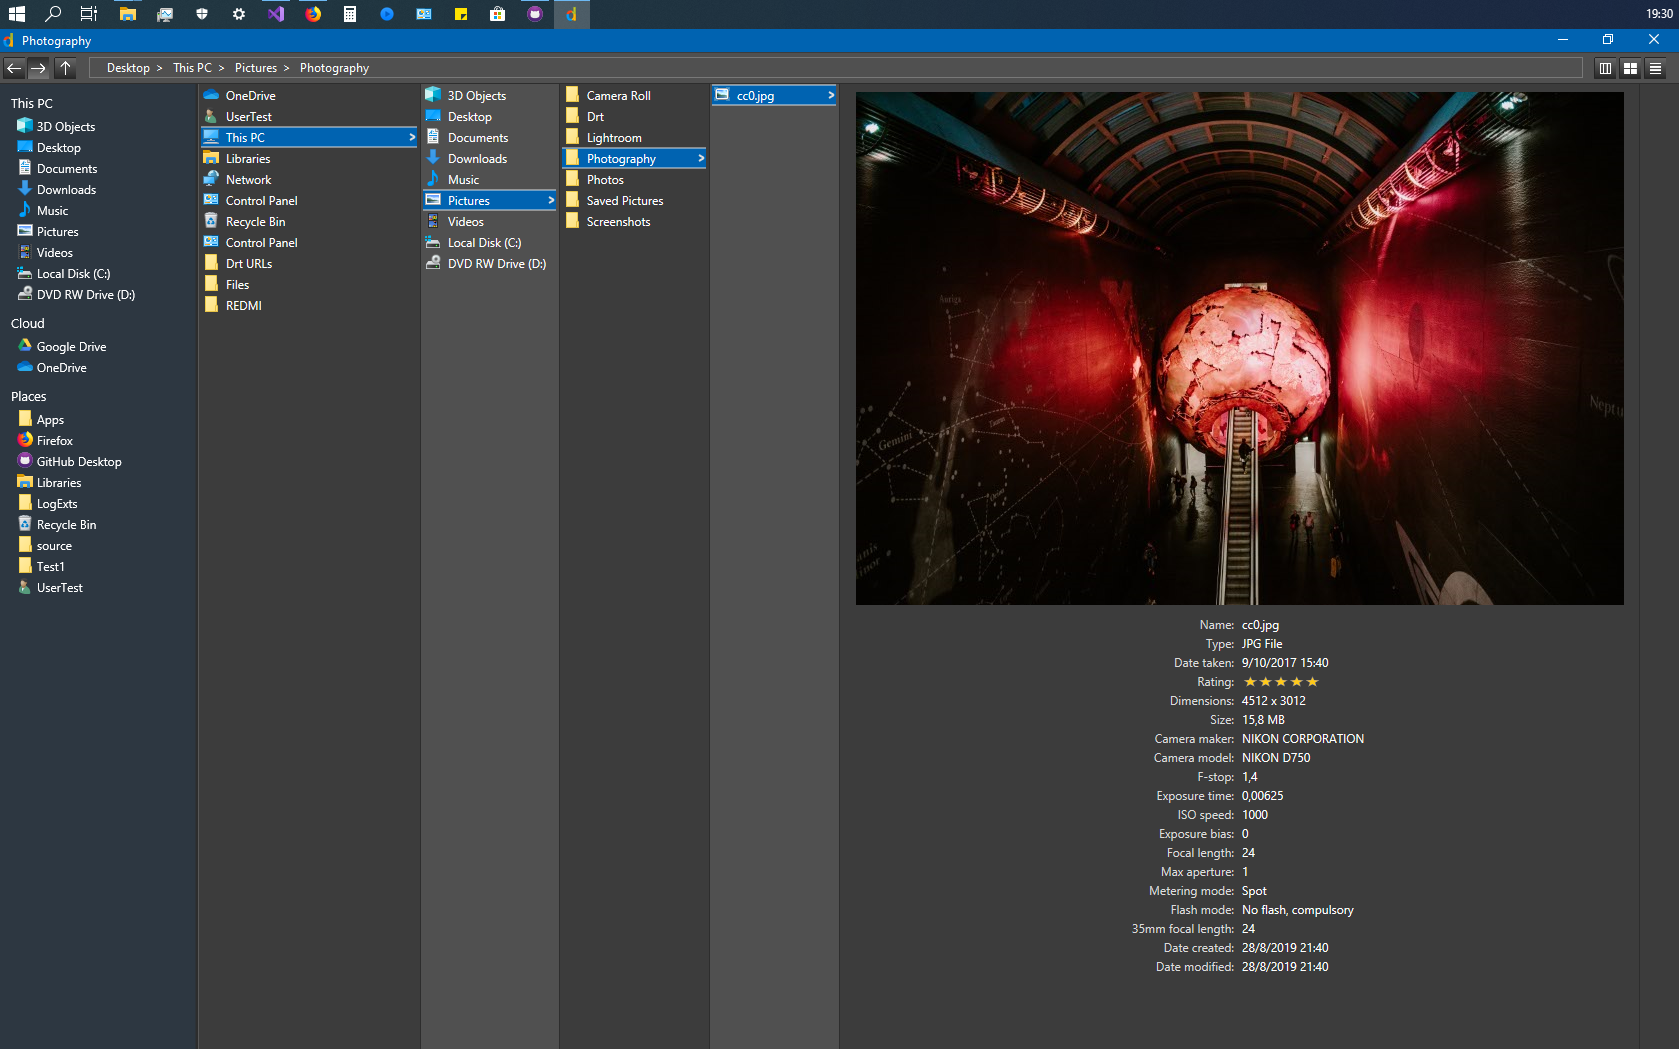 19:30
Photography
Desktop > This PC > Pictures > Photography
This PC
3D Objects
Desktop
Documents
Downloads
Music
Pictures
Videos
Local Disk (C:)
DVD RW Drive (D:)
Cloud
Google Drive
OneDrive
Places
Apps
Firefox
GitHub Desktop
Libraries
LogExts
Recycle Bin
source
Test1
UserTest
OneDrive
UserTest
This PC >
Libraries
Network
Control Panel
Recycle Bin
Control Panel
Drt URLs
Files
REDMI
3D Objects
Desktop
Documents
Downloads
Music
Pictures >
Videos
Local Disk (C:)
DVD RW Drive (D:)
Camera Roll
Drt
Lightroom
Photography >
Photos
Saved Pictures
Screenshots
cc0.jpg >
Auriga
Gemini
Taurus
Name: cc0.jpg
Type: JPG File
Date taken: 9/10/2017 15:40
Rating: ★★★★★
Dimensions: 4512 x 3012
Size: 15,8 MB
Camera maker: NIKON CORPORATION
Camera model: NIKON D750
F-stop: 1,4
Exposure time: 0,00625
ISO speed: 1000
Exposure bias: 0
Focal length: 24
Max aperture: 1
Metering mode: Spot
Flash mode: No flash, compulsory
35mm focal length: 24
Date created: 28/8/2019 21:40
Date modified: 28/8/2019 21:40